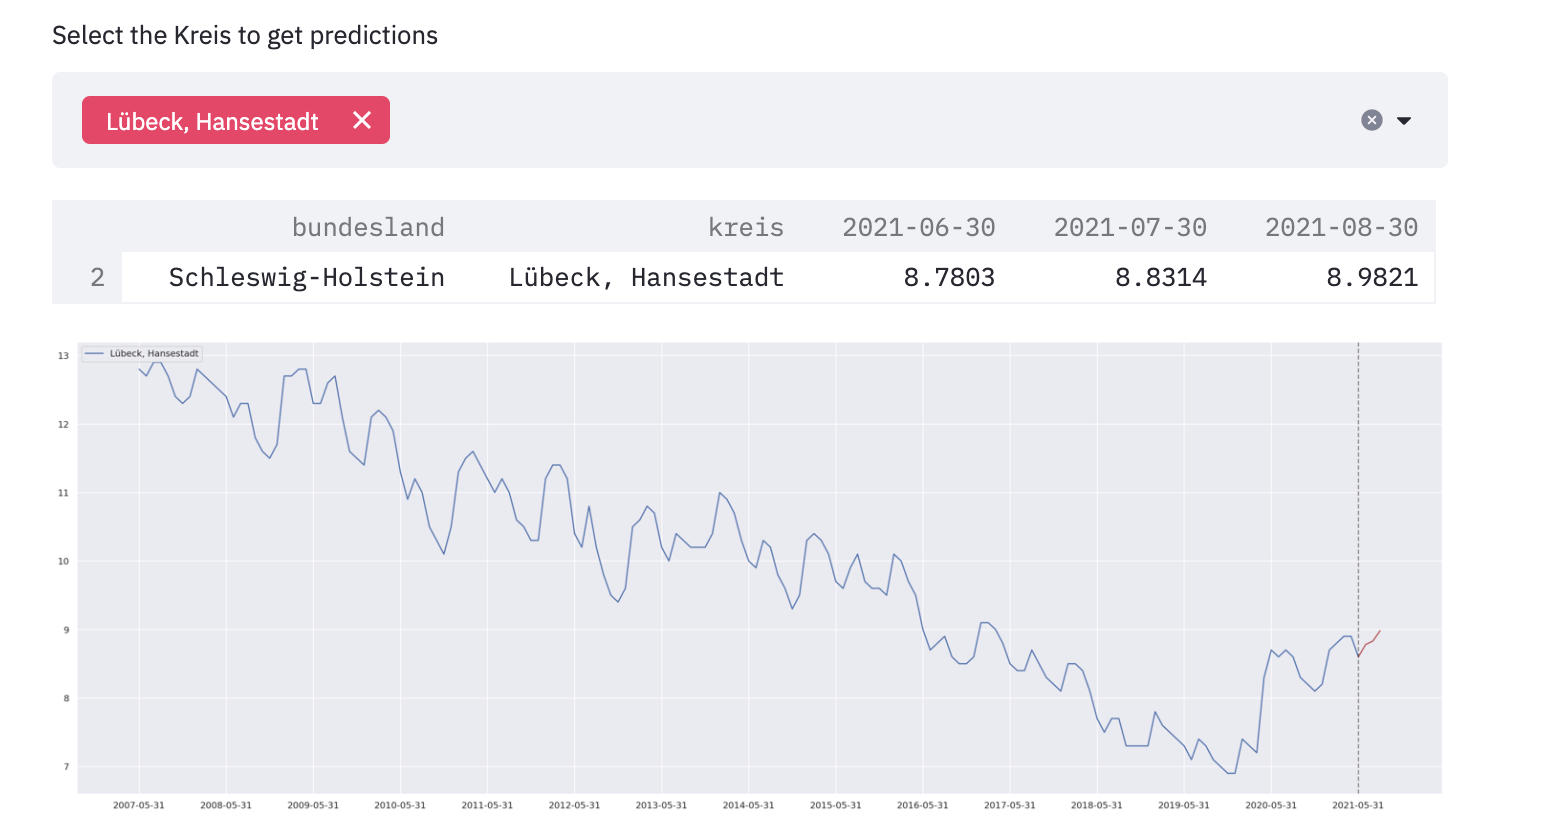 Select the Kreis to get predictions
Lübeck, Hansestadt
bundesland kreis 2021-06-30 2021-07-30 2021-08-30
2 Schleswig-Holstein Lübeck, Hansestadt 8.7803 8.8314 8.9821
Lübeck, Hansestadt
13
12
11
10
9
8
7
2007-05-31 2008-05-31 2009-05-31 2010-05-31 2011-05-31 2012-05-31 2013-05-31 2014-05-31 2015-05-31 2016-05-31 2017-05-31 2018-05-31 2019-05-31 2020-05-31 2021-05-31